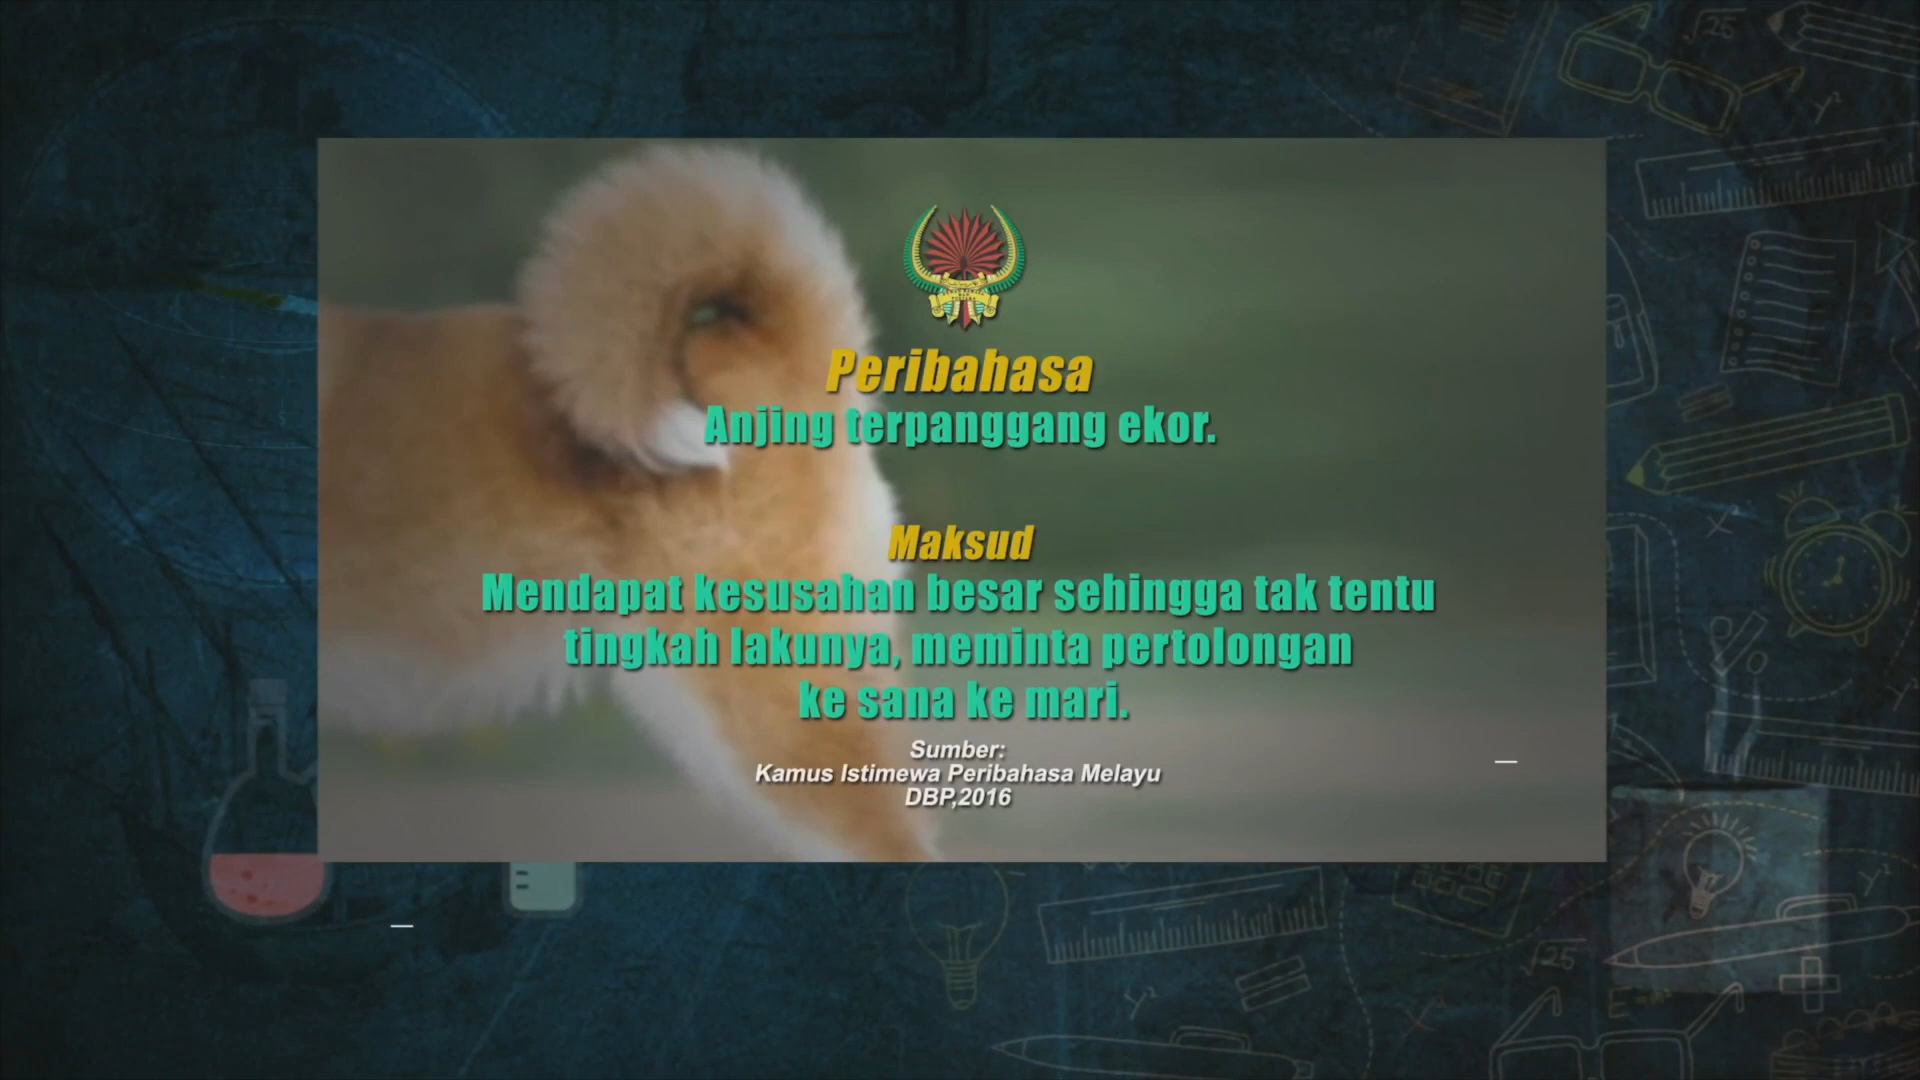 Peribahasa
Anjing terpanggang ekor.
Maksud
Mendapat kesusahan besar sehingga tak tentu
tingkah lakunya, meminta pertolongan
ke sana ke mari.
Sumber:
Kamus Istimewa Peribahasa Melayu
DBP,2016